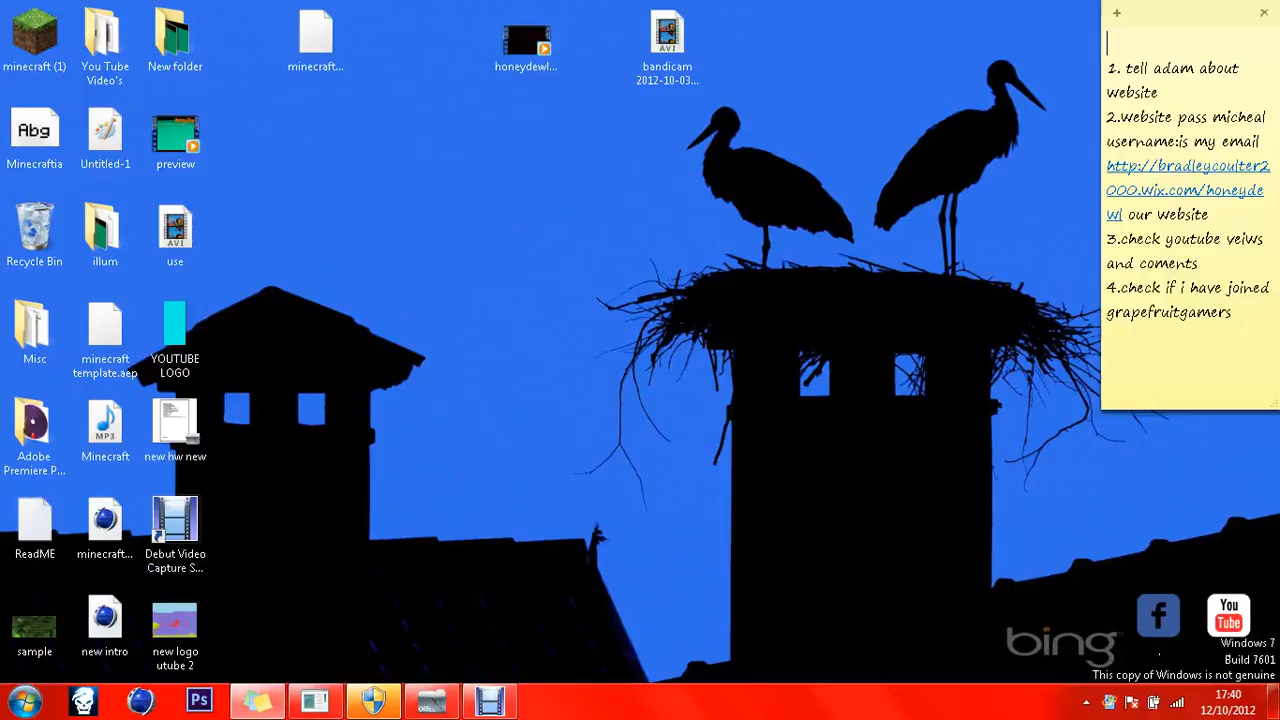 minecraft (1)
You Tube
Video's
New folder
minecraft...
honeydewl...
AVI
bandicam
2012-10-03...
Abg
Minecraftia
Untitled-1
preview
Recycle Bin
illum
AVI
use
Misc
minecraft
template.aep
YOUTUBE
LOGO
Adobe
Premiere P...
MP3
Minecraft
new hw new
ReadME
minecraft...
Debut Video
Capture S...
sample
new intro
new logo
utube 2
1. tell adam about
website
2.website pass micheal
username:is my email
http://bradleycoulter2
000.wix.com/honeyde
wl our website
3.check youtube veiws
and coments
4.check if i have joined
grapefruitgamers
bing
f
You
Tube
Windows 7
Build 7601
This copy of Windows is not genuine
Ps
17:40
12/10/2012